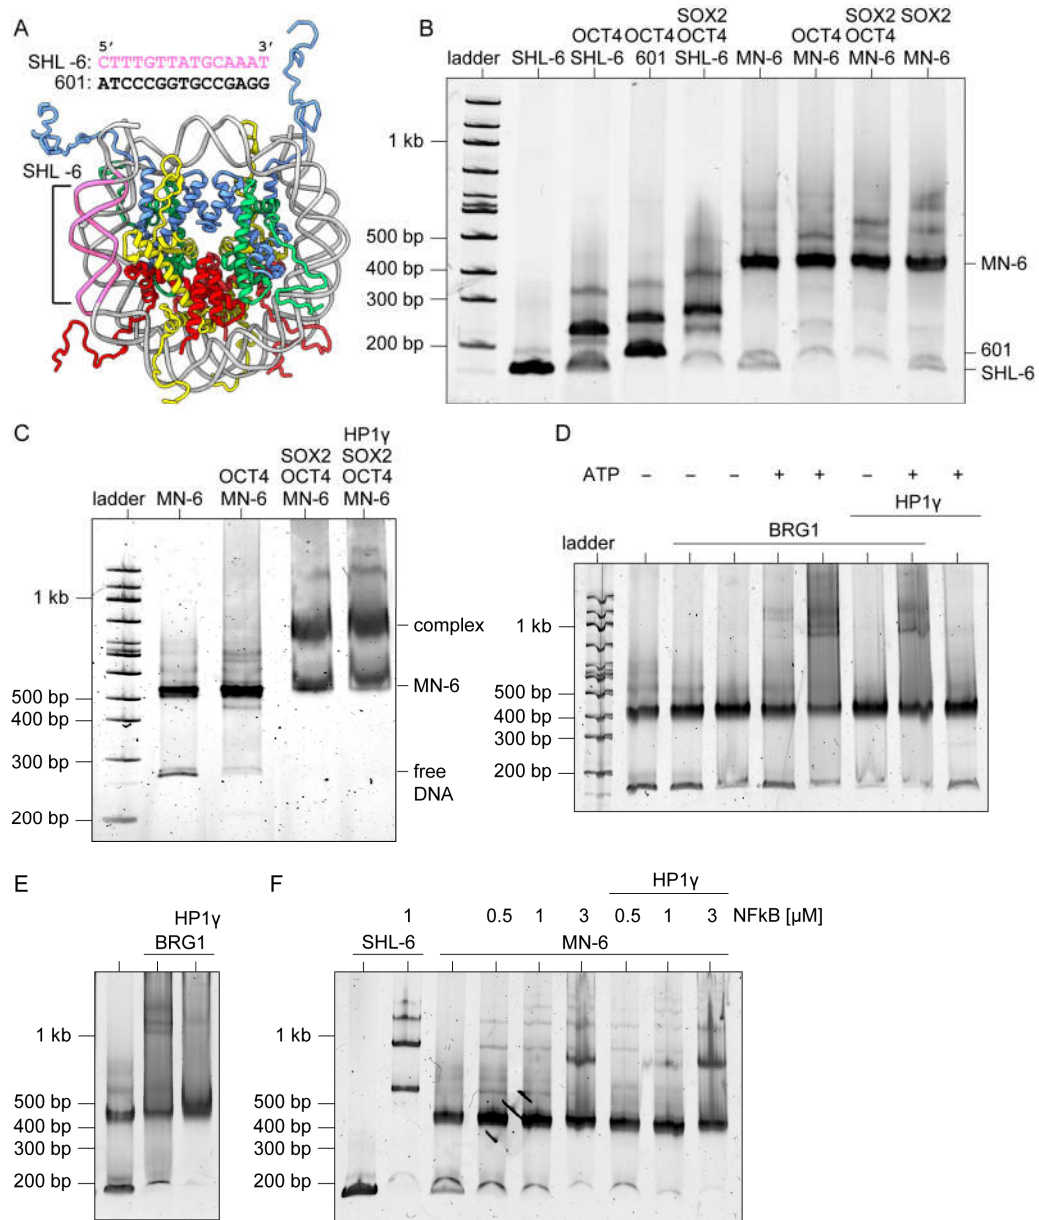 A
5′ 3′
SHL -6: CTTTGTTATGCAAAT
601: ATCCCGGTGCCGAGG
SHL -6
B
SOX2 SOX2 SOX2
OCT4 OCT4 OCT4 OCT4 OCT4
ladder SHL-6 SHL-6 601 SHL-6 MN-6 MN-6 MN-6 MN-6
1 kb
500 bp
400 bp
300 bp
200 bp
MN-6
601
SHL-6
C
HP1γ
SOX2 SOX2
OCT4 OCT4 OCT4
ladder MN-6 MN-6 MN-6 MN-6
1 kb
500 bp
400 bp
300 bp
200 bp
complex
MN-6
free
DNA
D
ATP – – – + + – + +
HP1γ
BRG1
ladder
1 kb
500 bp
400 bp
300 bp
200 bp
E
HP1γ
BRG1
1 kb
500 bp
400 bp
300 bp
200 bp
F
HP1γ
1 0.5 1 3 0.5 1 3 NFkB [µM]
SHL-6 MN-6
1 kb
500 bp
400 bp
300 bp
200 bp